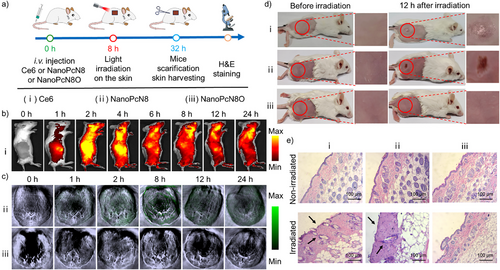 a)
0 h
8 h
32 h
i.v. injection
Ce6 or NanoPcN8
or NanoPcN8O
Light
irradiation
on the skin
Mice
scarification
skin harvesting
H&E
staining
( i ) Ce6 (ii) NanoPcN8 (iii) NanoPcN8O
b) 0 h 1 h 2 h 4 h 6 h 8 h 12 h 24 h
i
Max
Min
c) 0 h 1 h 2 h 8 h 12 h 24 h
ii
iii
Max
Min
d) Before irradiation 12 h after irradiation
i
ii
iii
e) i ii iii
Non-irradiated
100 μm 100 μm 100 μm
Irradiated
100 μm 100 μm 100 μm